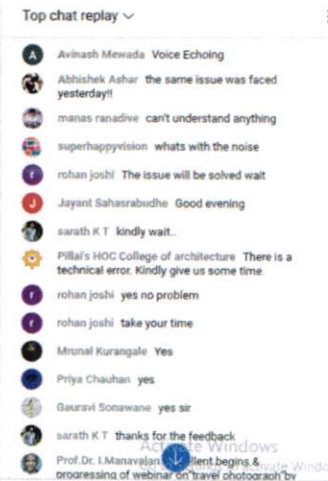 Top chat replay
A Avinash Mewada Voice Echoing
Abhishek Ashar the same issue was faced
yesterday!!
manas ranadive can't understand anything
superhappyvision whats with the noise
r rohan joshi The issue will be solved wait
J Jayant Sahasrabudhe Good evening
sarath K T kindly wait..
Pillai's HOC College of architecture There is a
technical error. Kindly give us some time.
r rohan joshi yes no problem
r rohan joshi take your time
Mrunal Kurangale Yes
Priya Chauhan yes
Gauravi Sonawane yes sir
sarath K T thanks for the feedback
Activate Windows
Prof.Dr. I.Manavalan begins &
Activate Windo
progressing of webinar on travel photograph by